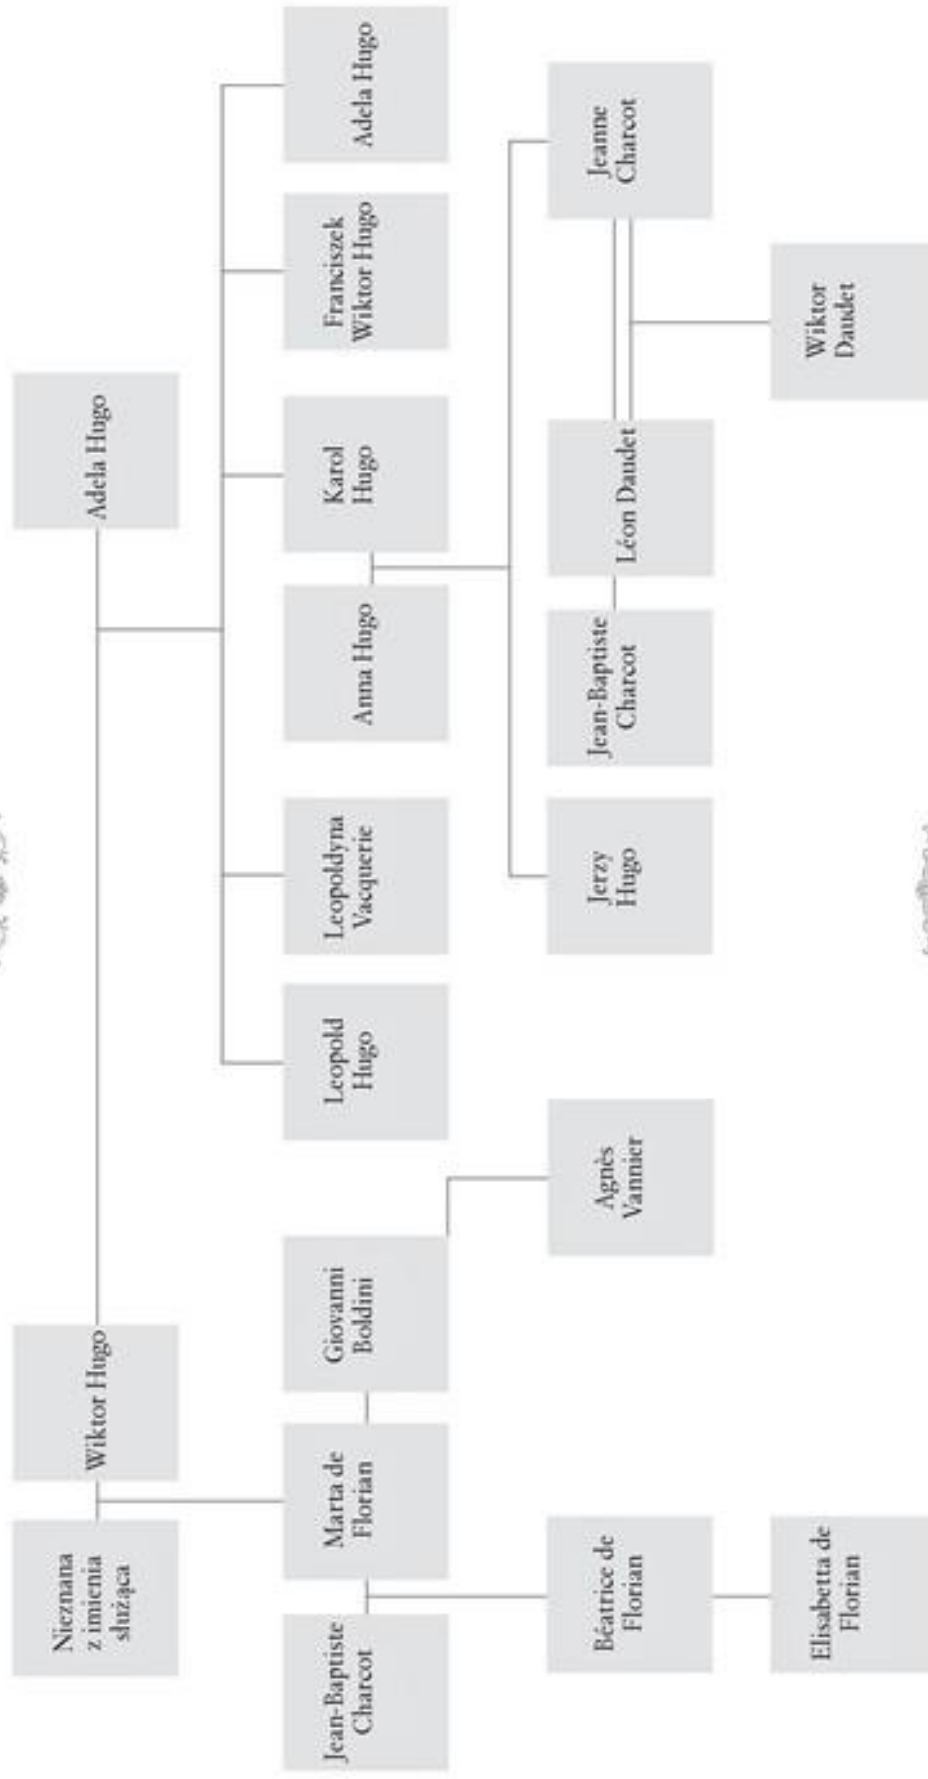 Nieznana
z imienia
służąca
Wiktor Hugo
Adela Hugo
Jean-Baptiste
Charcot
Marta de
Florian
Giovanni
Boldini
Leopold
Hugo
Leopoldyna
Vacquerie
Anna Hugo
Karol
Hugo
Franciszek
Wiktor Hugo
Adela Hugo
Béatrice de
Florian
Agnès
Vannier
Jerzy
Hugo
Jean-Baptiste
Charcot
Léon Daudet
Jeanne
Charcot
Elisabetta de
Florian
Wiktor
Daudet